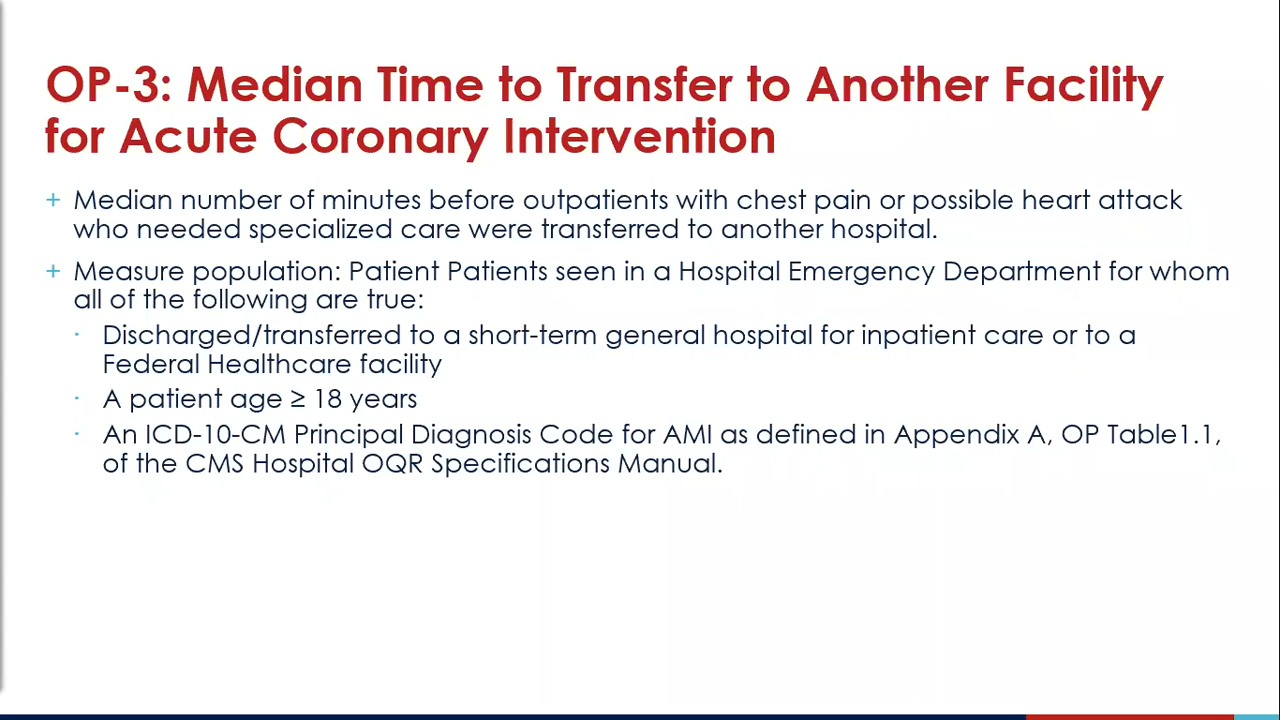 OP-3: Median Time to Transfer to Another Facility
for Acute Coronary Intervention
+ Median number of minutes before outpatients with chest pain or possible heart attack
who needed specialized care were transferred to another hospital.
+ Measure population: Patient Patients seen in a Hospital Emergency Department for whom
all of the following are true:
· Discharged/transferred to a short-term general hospital for inpatient care or to a
Federal Healthcare facility
· A patient age ≥ 18 years
· An ICD-10-CM Principal Diagnosis Code for AMI as defined in Appendix A, OP Table1.1,
of the CMS Hospital OQR Specifications Manual.